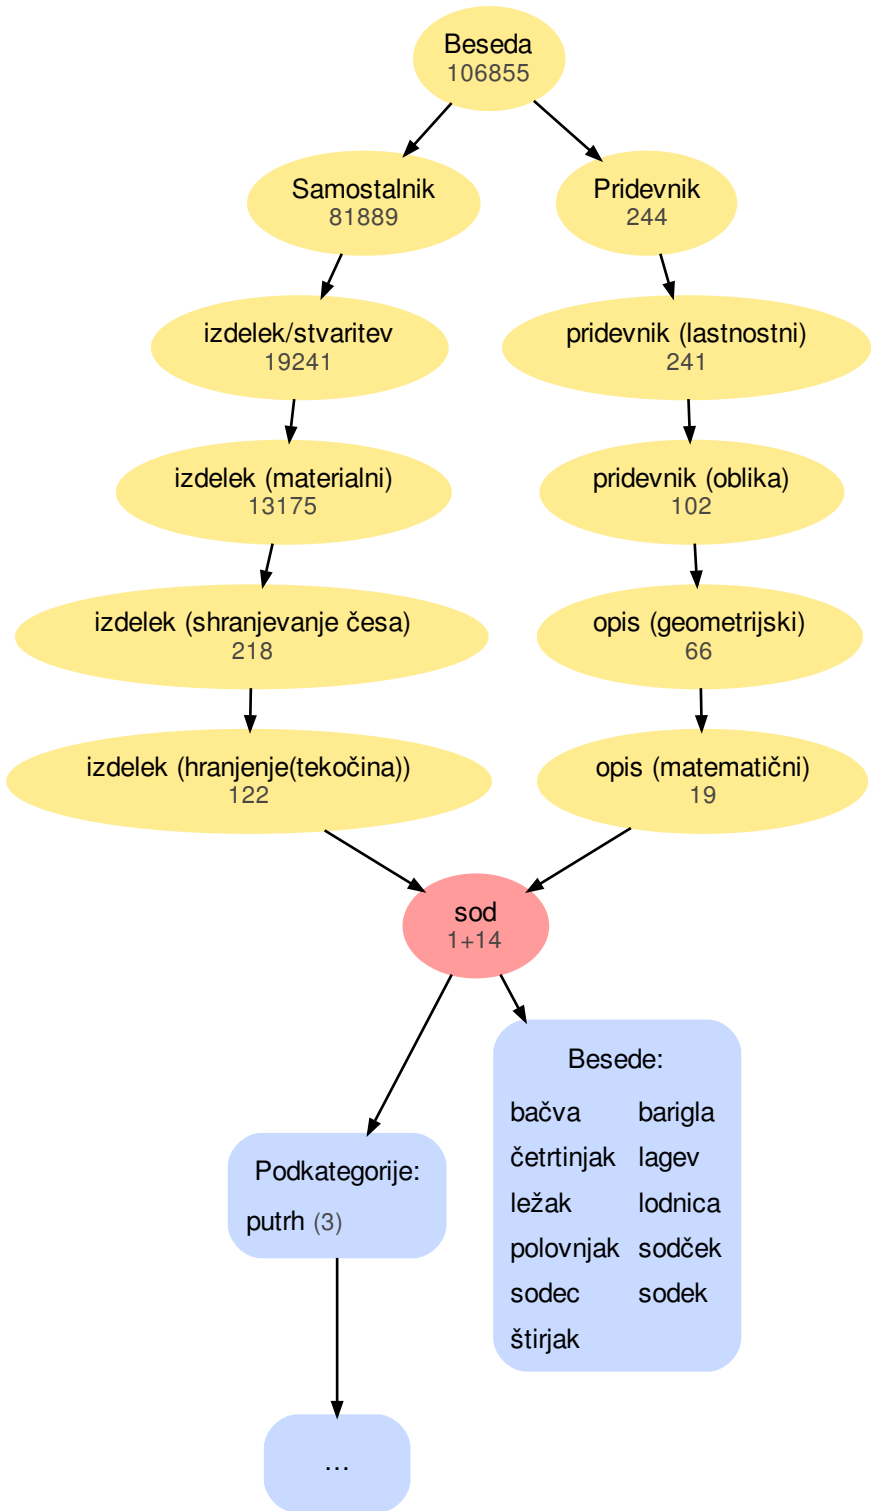 Beseda
106855
Samostalnik
81889
Pridevnik
244
izdelek/stvaritev
19241
pridevnik (lastnostni)
241
izdelek (materialni)
13175
pridevnik (oblika)
102
izdelek (shranjevanje česa)
218
opis (geometrijski)
66
izdelek (hranjenje(tekočina))
122
opis (matematični)
19
sod
1+14
Besede:
bačva barigla
četrtinjak lagev
ležak lodnica
polovnjak sodček
sodec sodek
štirjak
Podkategorije:
putrh (3)
…